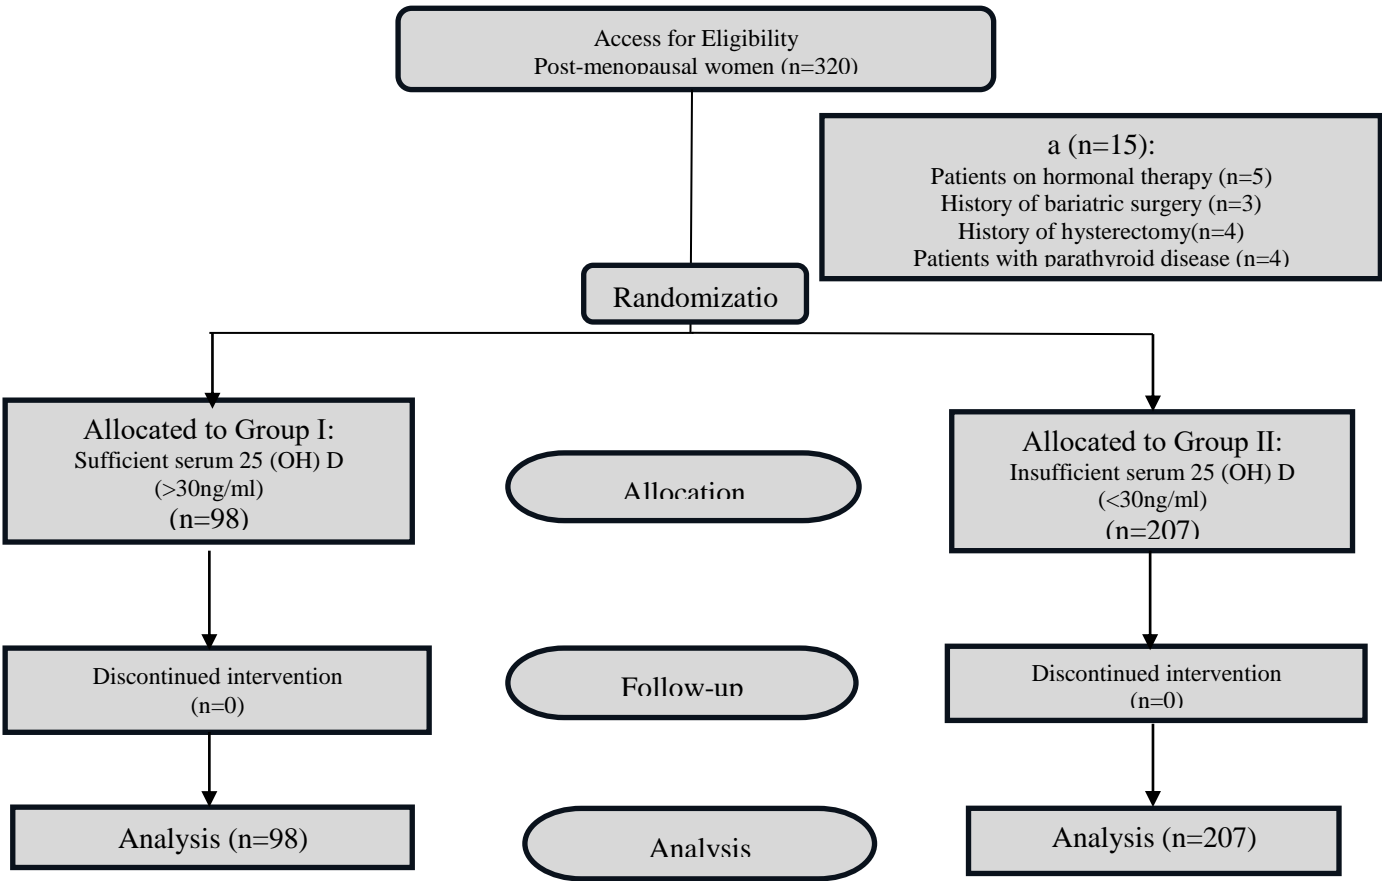 Access for Eligibility
Post-menopausal women (n=320)
a (n=15):
Patients on hormonal therapy (n=5)
History of bariatric surgery (n=3)
History of hysterectomy(n=4)
Patients with parathyroid disease (n=4)
Randomizatio
Allocated to Group I:
Sufficient serum 25 (OH) D
(>30ng/ml)
(n=98)
Allocation
Allocated to Group II:
Insufficient serum 25 (OH) D
(<30ng/ml)
(n=207)
Discontinued intervention
(n=0)
Follow-up
Discontinued intervention
(n=0)
Analysis (n=98)
Analysis
Analysis (n=207)